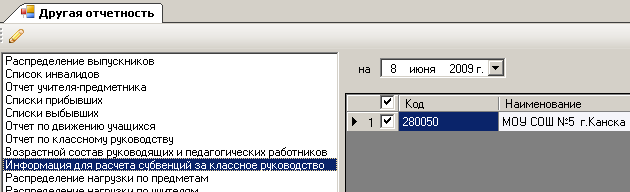 Другая отчетность
Распределение выпускников
Список инвалидов
Отчет учителя-предметника
Списки прибывших
Списки выбывших
Отчет по движению учащихся
Отчет по классному руководству
Возрастной состав руководящих и педагогических работников
Информация для расчета субвенций за классное руководство
Распределение нагрузки по предметам
Распределение нагрузки по учителям
на 8 июня 2009 г.
Код Наименование
1 280050 МОУ СОШ №5 г.Канска